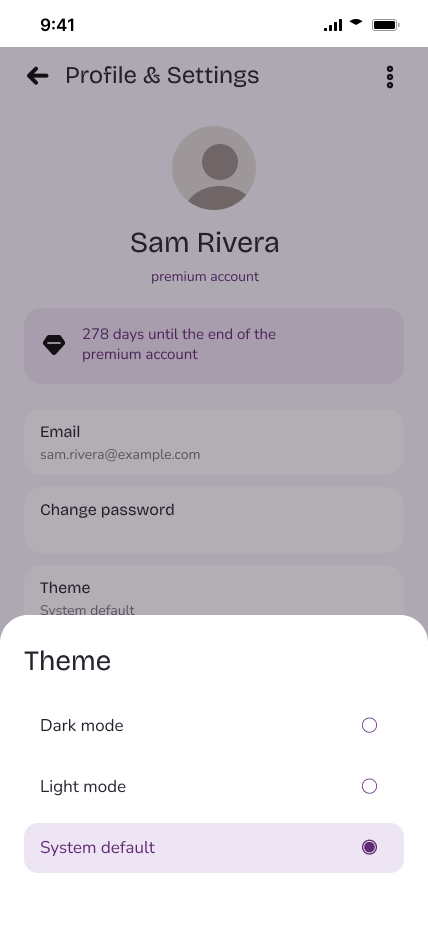 9:41
Profile & Settings
Sam Rivera
premium account
278 days until the end of the
premium account
Email
sam.rivera@example.com
Change password
Theme
System default
Theme
Dark mode
Light mode
System default